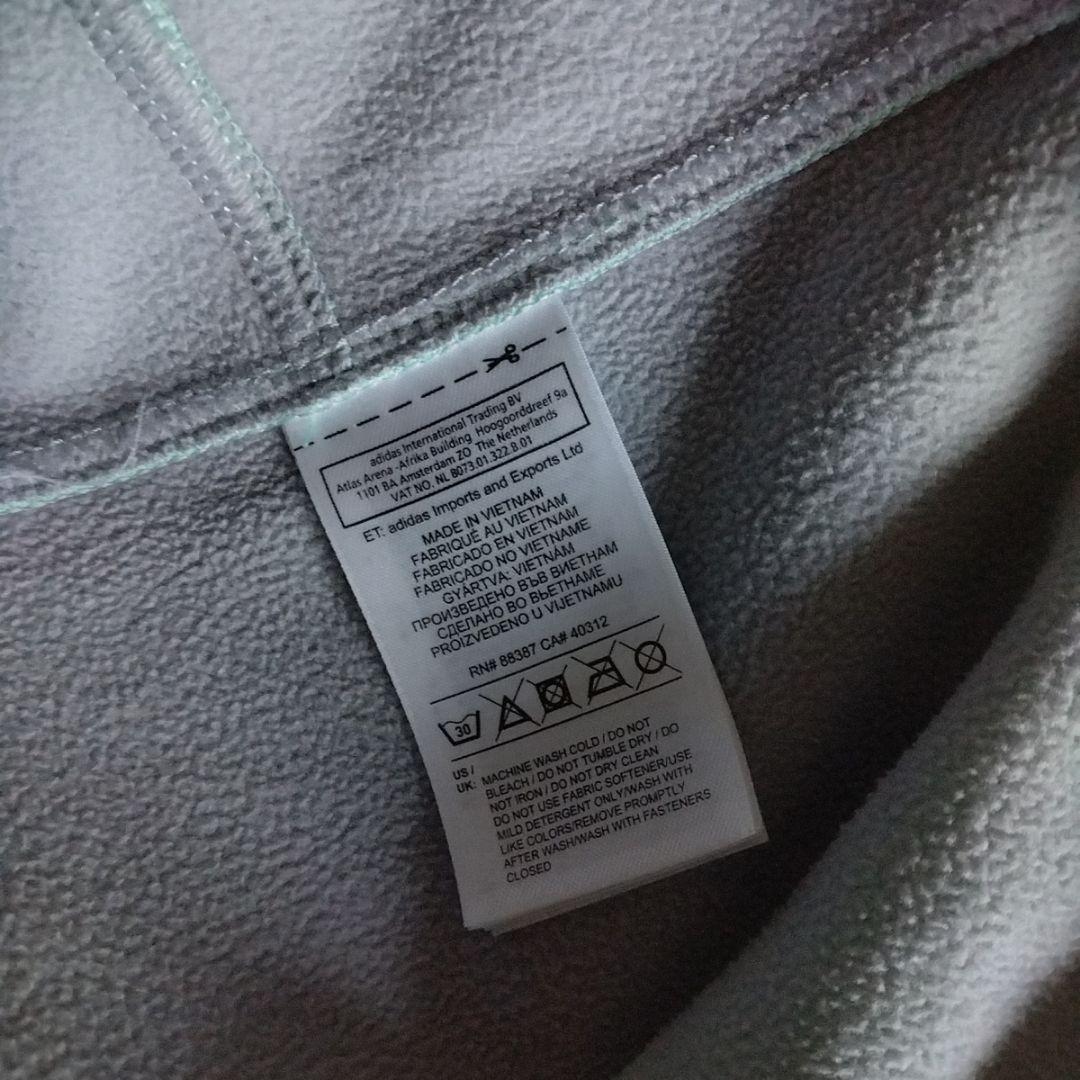 adidas International Trading BV
Atlas Arena -Afrika Building Hoogoorddreef 9a
1101 BA Amsterdam ZO The Netherlands
VAT NO. NL 8073.01.322.B.01
ET: adidas Imports and Exports Ltd
MADE IN VIETNAM
FABRIQUÉ AU VIETNAM
FABRICADO EN VIETNAM
FABRICADO NO VIETNAME
GYÁRTVA: VIETNÁM
ПРОИЗВЕДЕНО ВЪВ ВИЕТНАМ
СДЕЛАНО ВО ВЬЕТНАМЕ
PROIZVEDENO U VIJETNAMU
RN# 88387 CA# 40312
30
US / UK: MACHINE WASH COLD / DO NOT
BLEACH / DO NOT TUMBLE DRY / DO
NOT IRON / DO NOT DRY CLEAN
DO NOT USE FABRIC SOFTENER/USE
MILD DETERGENT ONLY/WASH WITH
LIKE COLORS/REMOVE PROMPTLY
AFTER WASH/WASH WITH FASTENERS
CLOSED